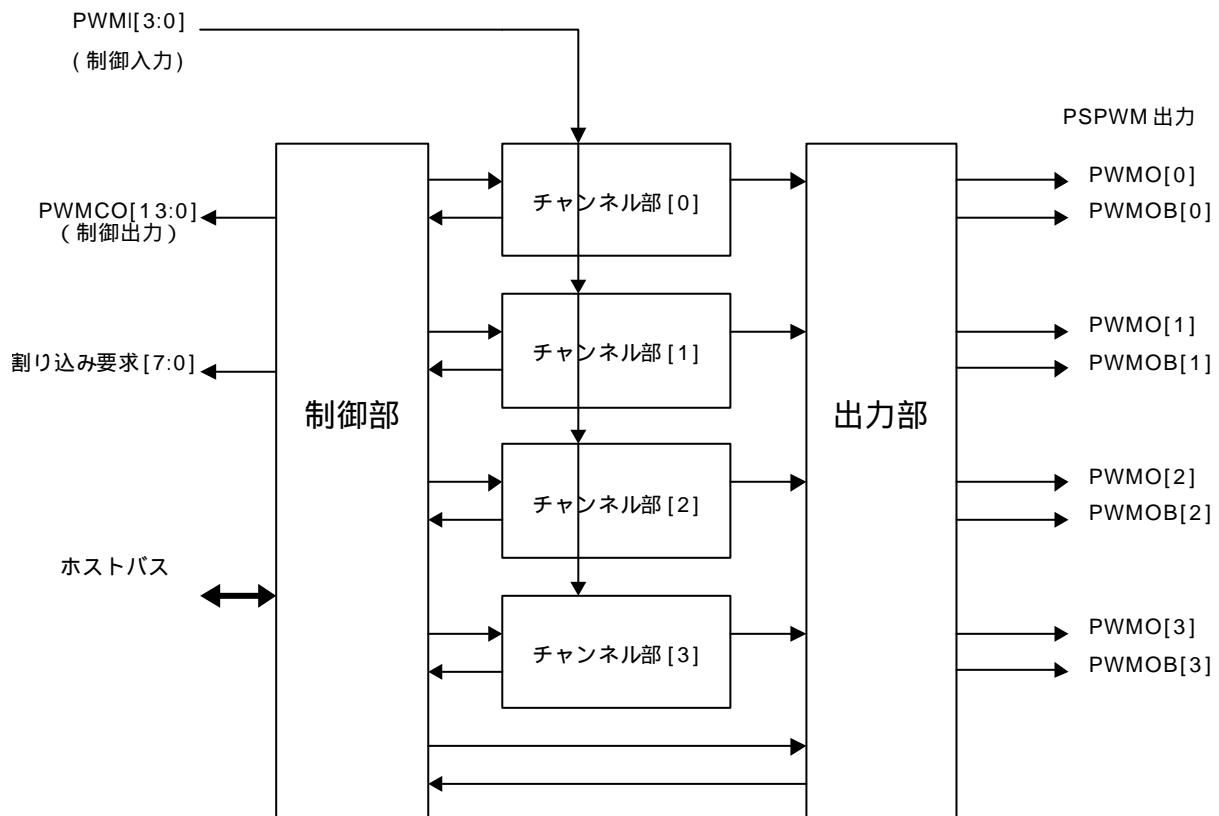 PWMI[3:0]
(制御入力)
PSPWM 出力
チャンネル部[0]
PWMO[0]
PWMCO[13:0]
(制御出力)
PWMOB[0]
チャンネル部[1]
PWMO[1]
割り込み要求[7:0]
PWMOB[1]
制御部
出力部
チャンネル部[2]
PWMO[2]
PWMOB[2]
ホストバス
チャンネル部[3]
PWMO[3]
PWMOB[3]